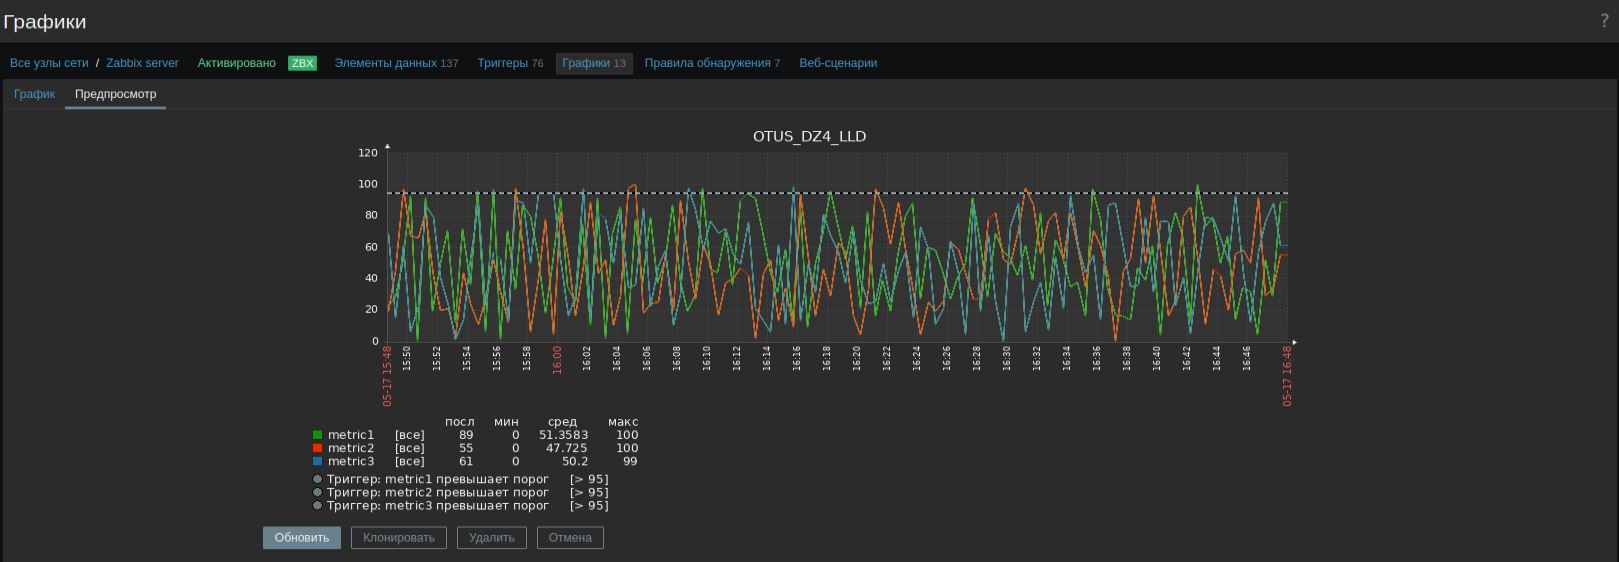 Графики
?
Все узлы сети / Zabbix server Активировано ZBX Элементы данных 137 Триггеры 76 Графики 13 Правила обнаружения 7 Веб-сценарии
График Предпросмотр
OTUS_DZ4_LLD
120
100
80
60
40
20
0
05-17 15:48 15:50 15:52 15:54 15:56 15:58 16:00 16:02 16:04 16:06 16:08 16:10 16:12 16:14 16:16 16:18 16:20 16:22 16:24 16:26 16:28 16:30 16:32 16:34 16:36 16:38 16:40 16:42 16:44 16:46 05-17 16:48
посл мин сред макс
metric1 [все] 89 0 51.3583 100
metric2 [все] 55 0 47.725 100
metric3 [все] 61 0 50.2 99
Триггер: metric1 превышает порог [> 95]
Триггер: metric2 превышает порог [> 95]
Триггер: metric3 превышает порог [> 95]
Обновить Клонировать Удалить Отмена